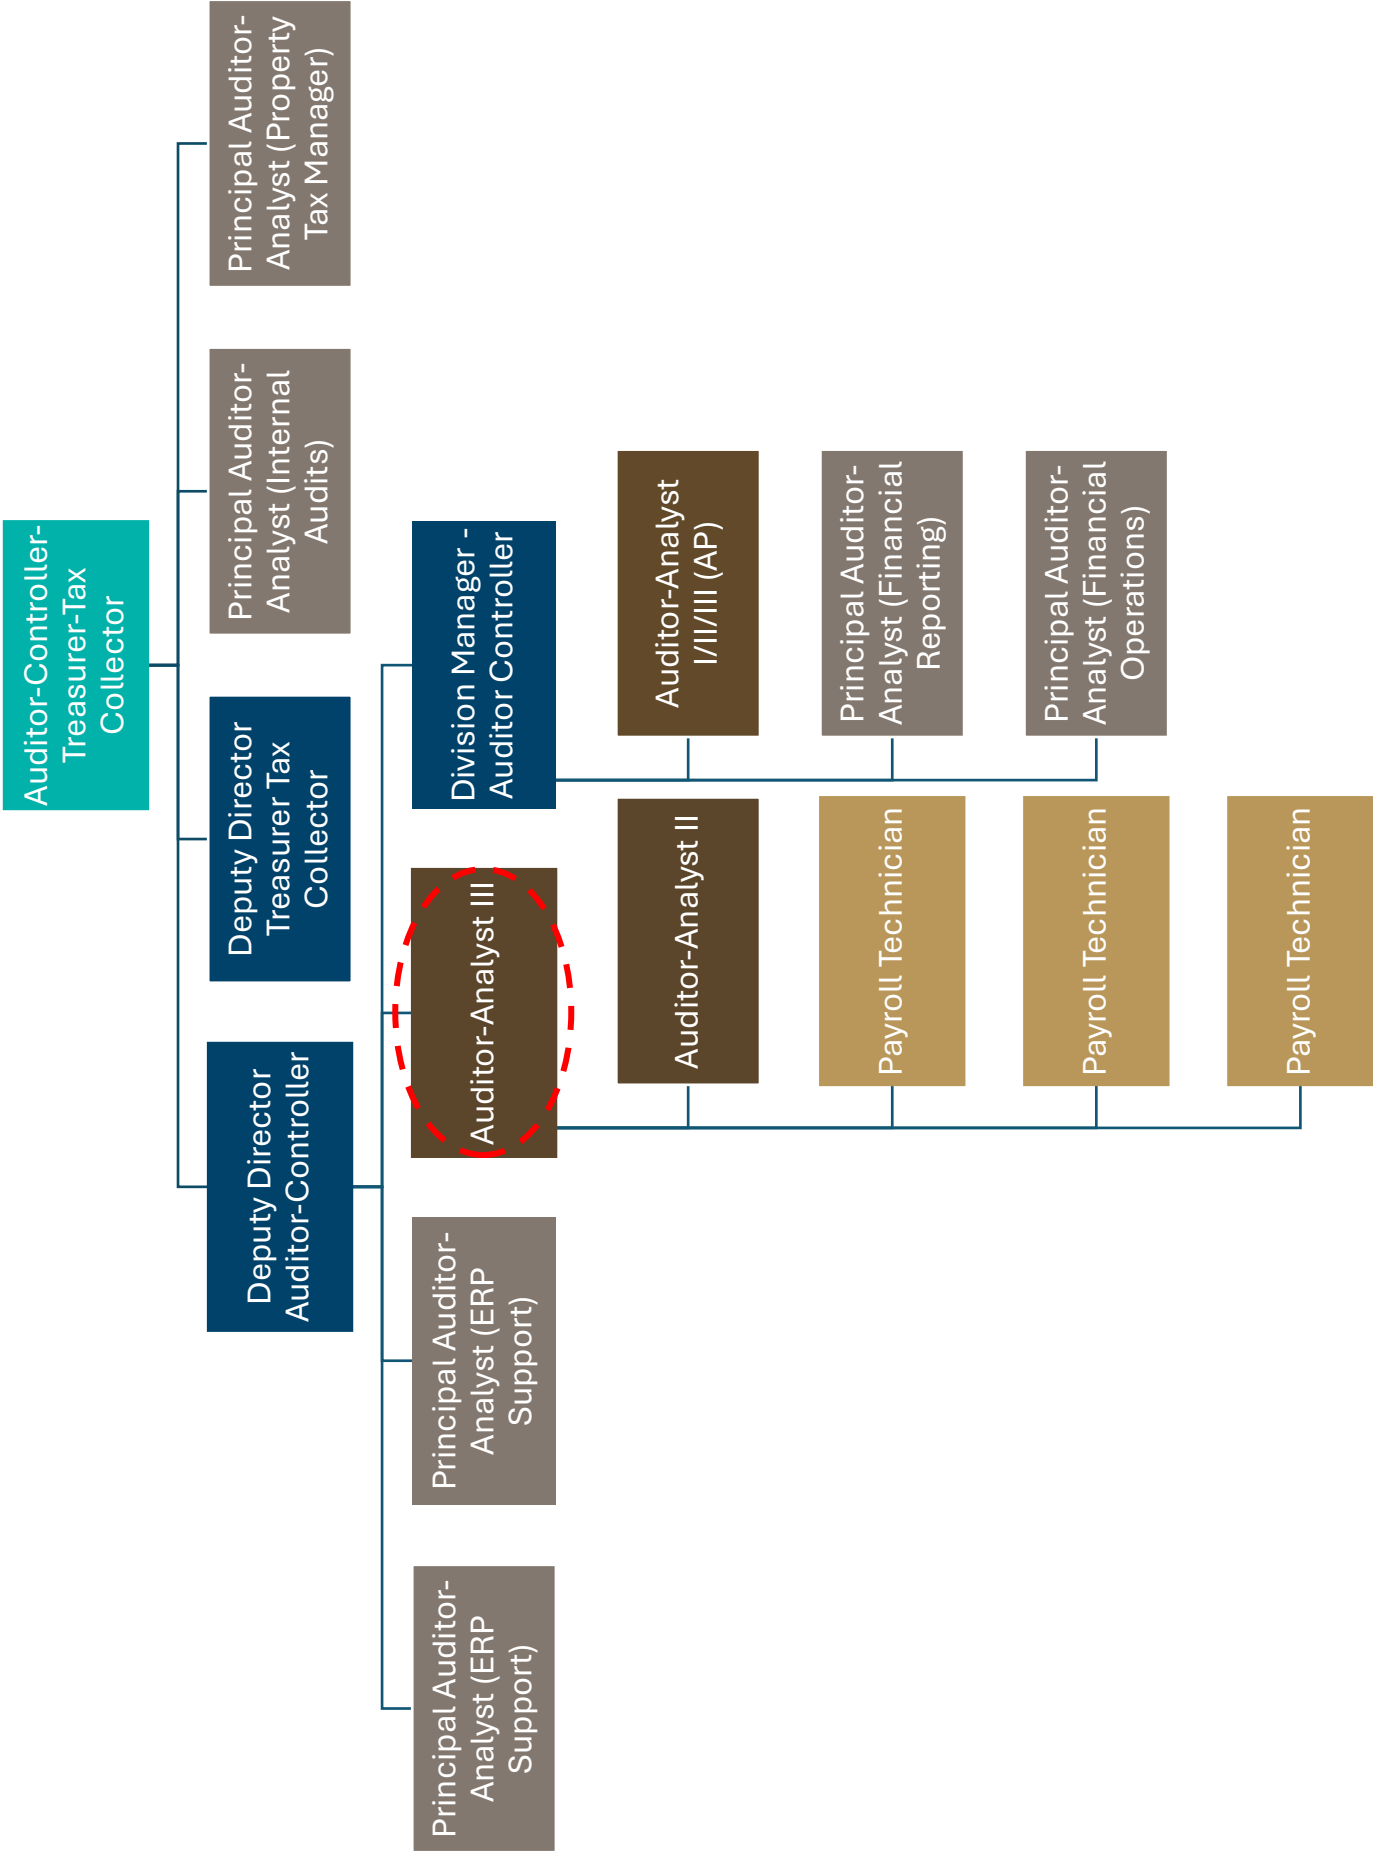 Auditor-Controller-
Treasurer-Tax
Collector
Deputy Director
Auditor-Controller
Deputy Director
Treasurer Tax
Collector
Principal Auditor-
Analyst (Internal
Audits)
Principal Auditor-
Analyst (Property
Tax Manager)
Principal Auditor-
Analyst (ERP
Support)
Principal Auditor-
Analyst (ERP
Support)
Auditor-Analyst III
Division Manager -
Auditor Controller
Auditor-Analyst II
Payroll Technician
Payroll Technician
Payroll Technician
Auditor-Analyst
I/II/III (AP)
Principal Auditor-
Analyst (Financial
Reporting)
Principal Auditor-
Analyst (Financial
Operations)